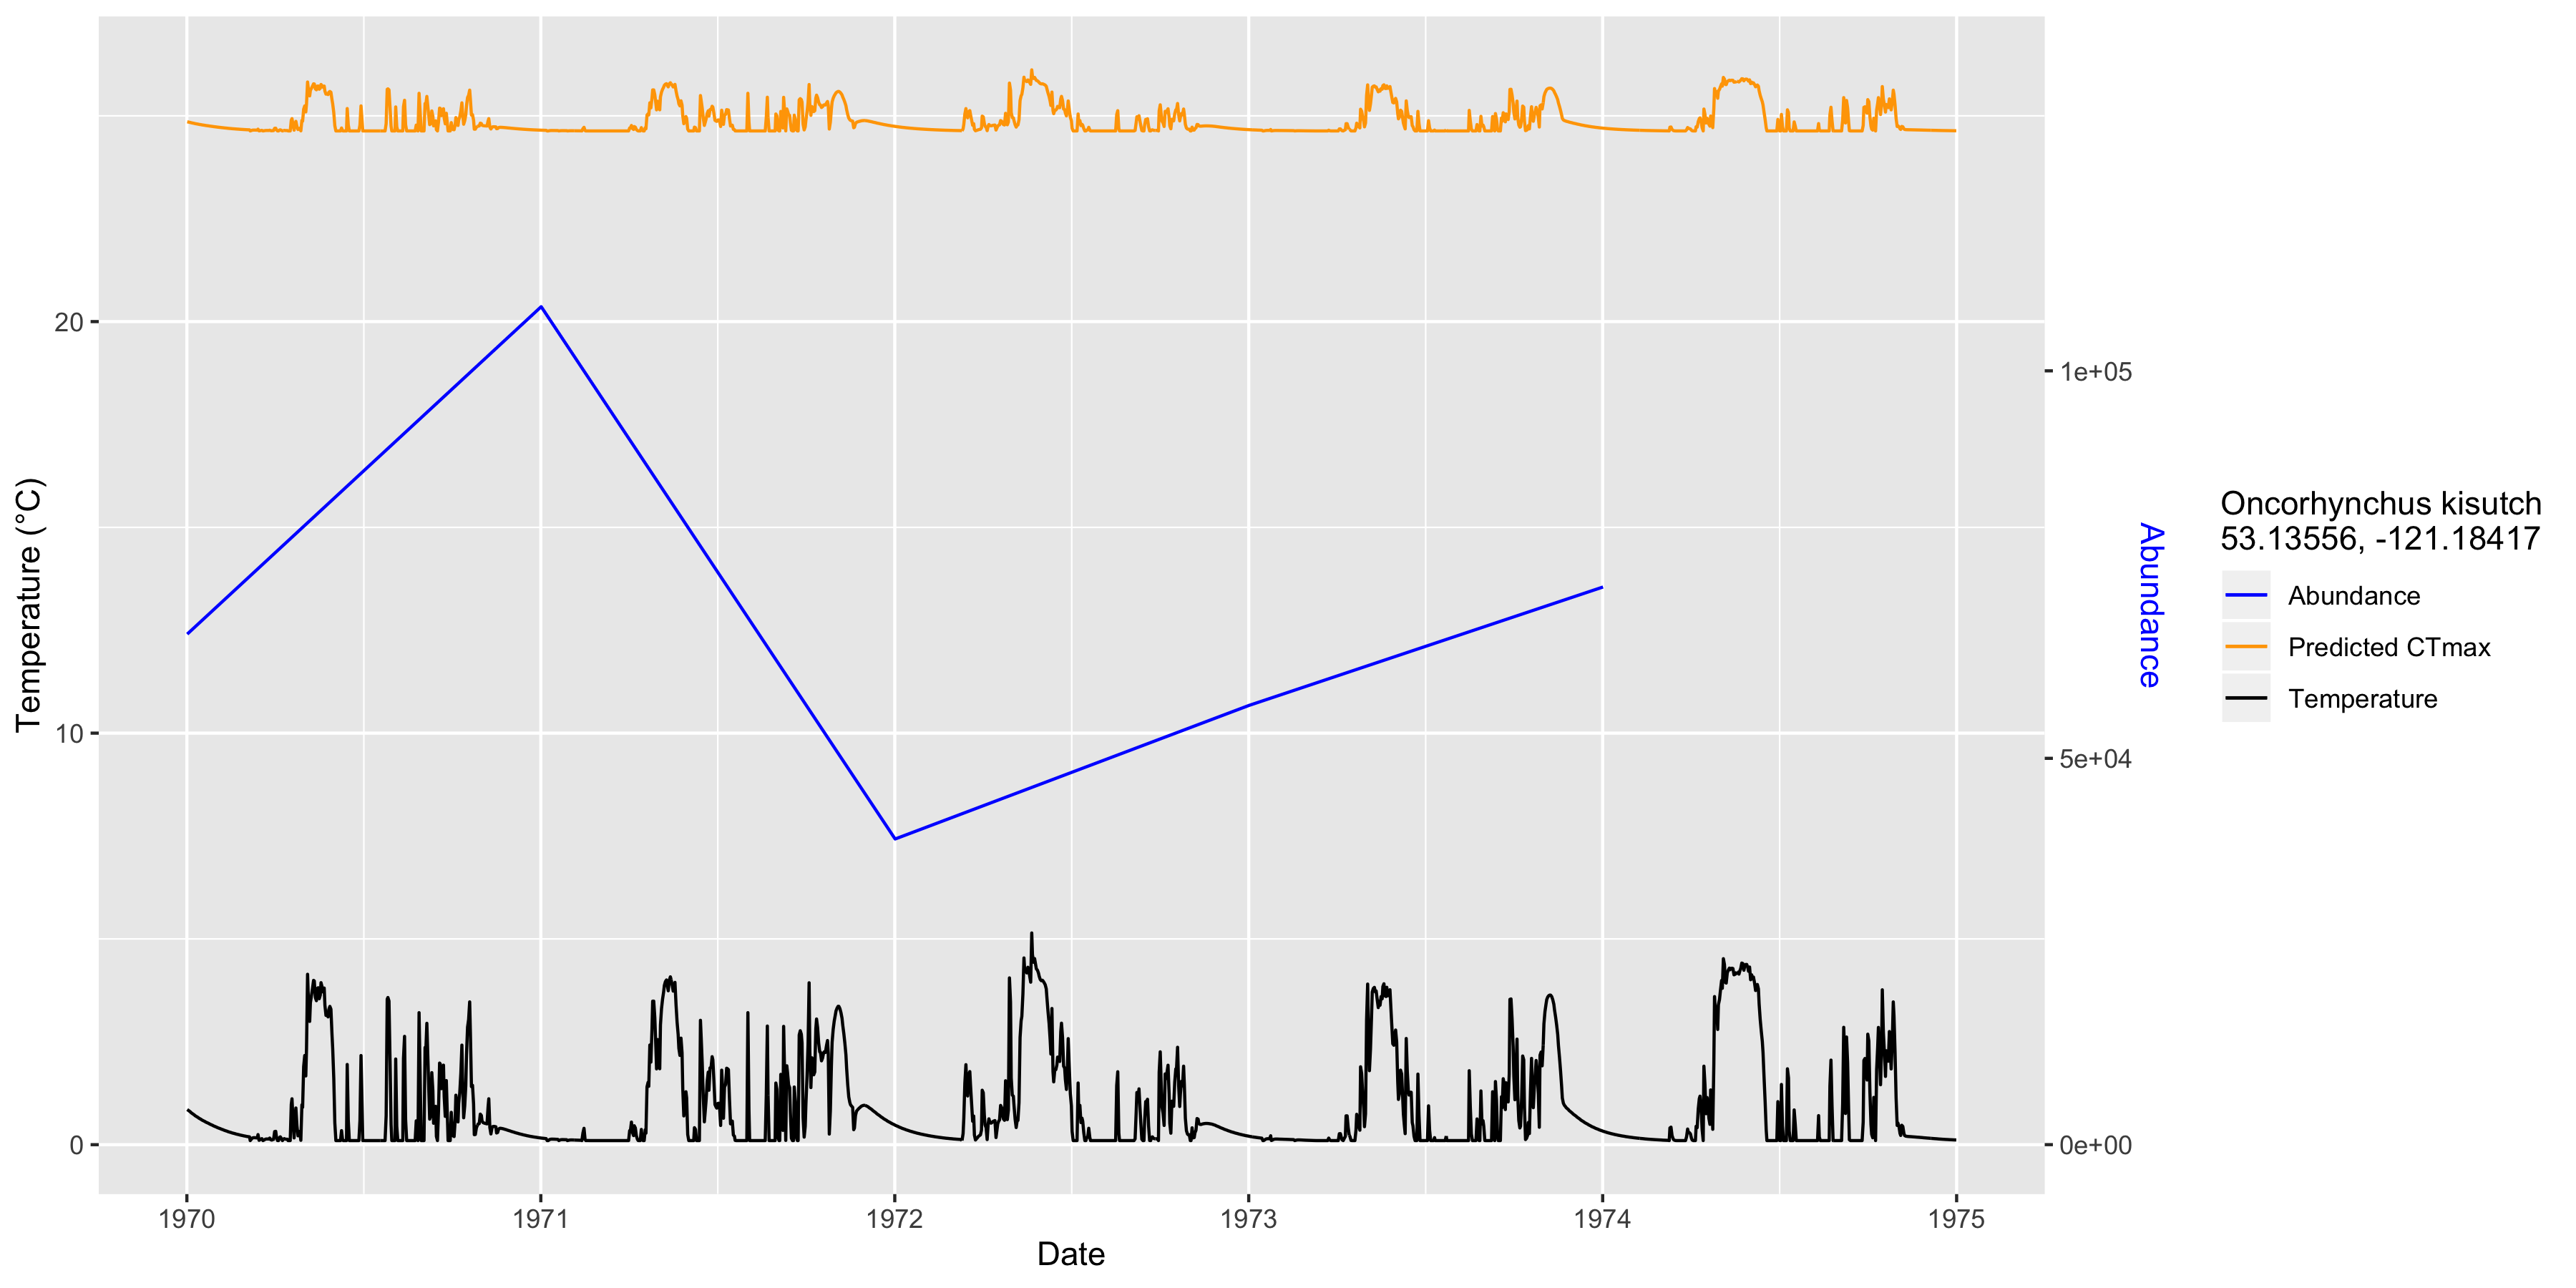 Temperature (°C)
20
10
0
1970
1971
1972
1973
1974
1975
Date
1e+05
5e+04
0e+00
Abundance
Oncorhynchus kisutch
53.13556, -121.18417
Abundance
Predicted CTmax
Temperature